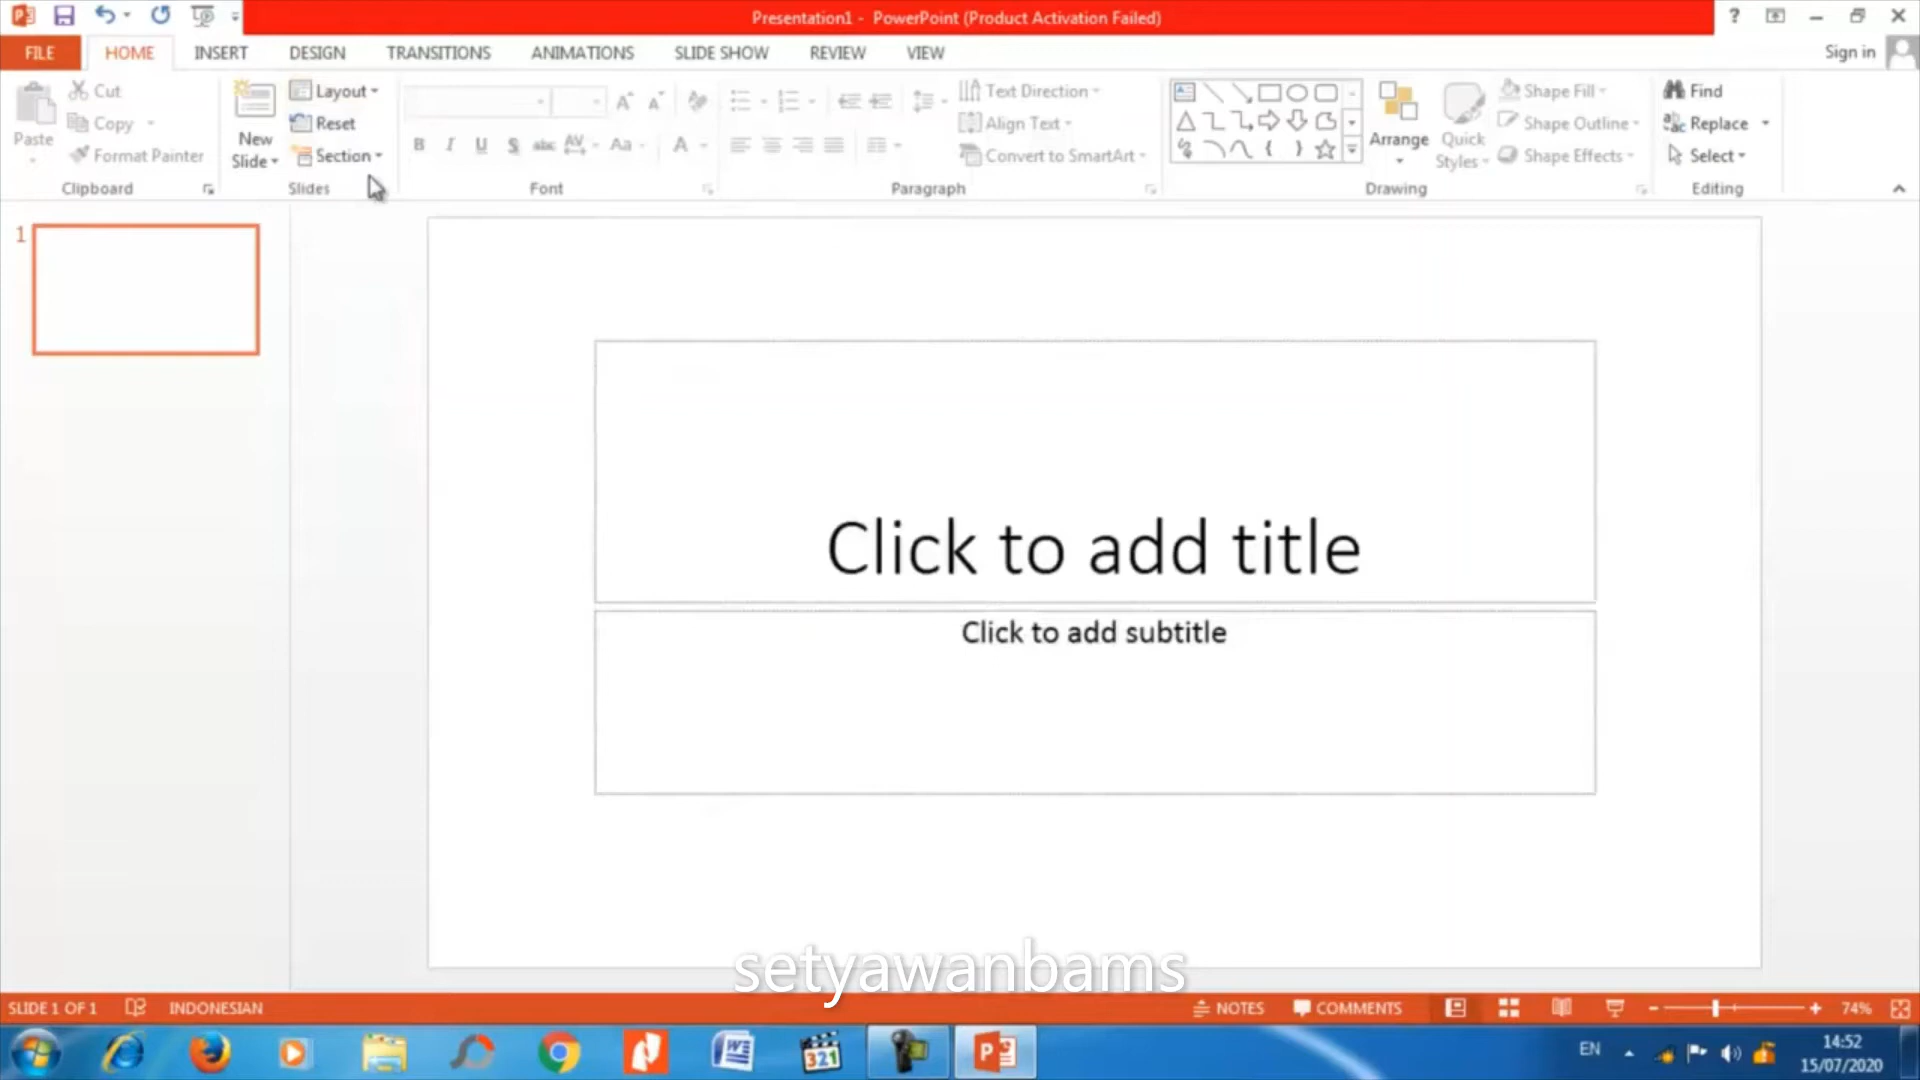 Presentation1 - PowerPoint (Product Activation Failed)
?
FILE
HOME
INSERT
DESIGN
TRANSITIONS
ANIMATIONS
SLIDE SHOW
REVIEW
VIEW
Sign in
Paste
Cut
Copy
Format Painter
Clipboard
New
Slide
Layout
Reset
Section
Slides
B I U S abc AV Aa A
Font
Text Direction
Align Text
Convert to SmartArt
Paragraph
Arrange
Quick
Styles
Shape Fill
Shape Outline
Shape Effects
Drawing
Find
Replace
Select
Editing
1
Click to add title
Click to add subtitle
setyawanbams
SLIDE 1 OF 1
INDONESIAN
NOTES
COMMENTS
74%
321
EN
14:52
15/07/2020